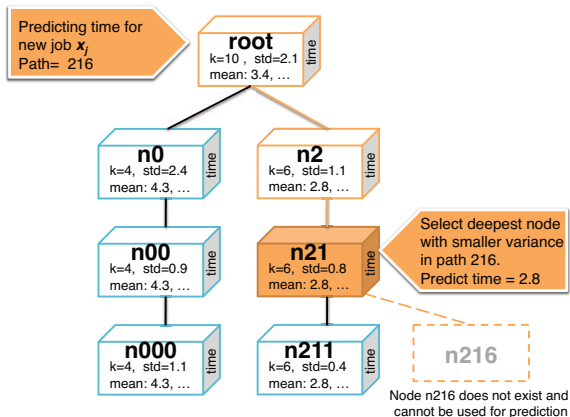 Predicting time for
new job xj
Path= 216
root
k=10 , std=2.1
mean: 3.4, ...
time
n0
k=4, std=2.4
mean: 4.3, ...
time
n2
k=6, std=1.1
mean: 2.8, ...
time
n00
k=4, std=0.9
mean: 4.3, ...
time
n21
k=6, std=0.8
mean: 2.8, ...
time
Select deepest node
with smaller variance
in path 216.
Predict time = 2.8
n000
k=4, std=1.1
mean: 4.3, ...
time
n211
k=6, std=0.4
mean: 2.8, ...
time
n216
Node n216 does not exist and
cannot be used for prediction